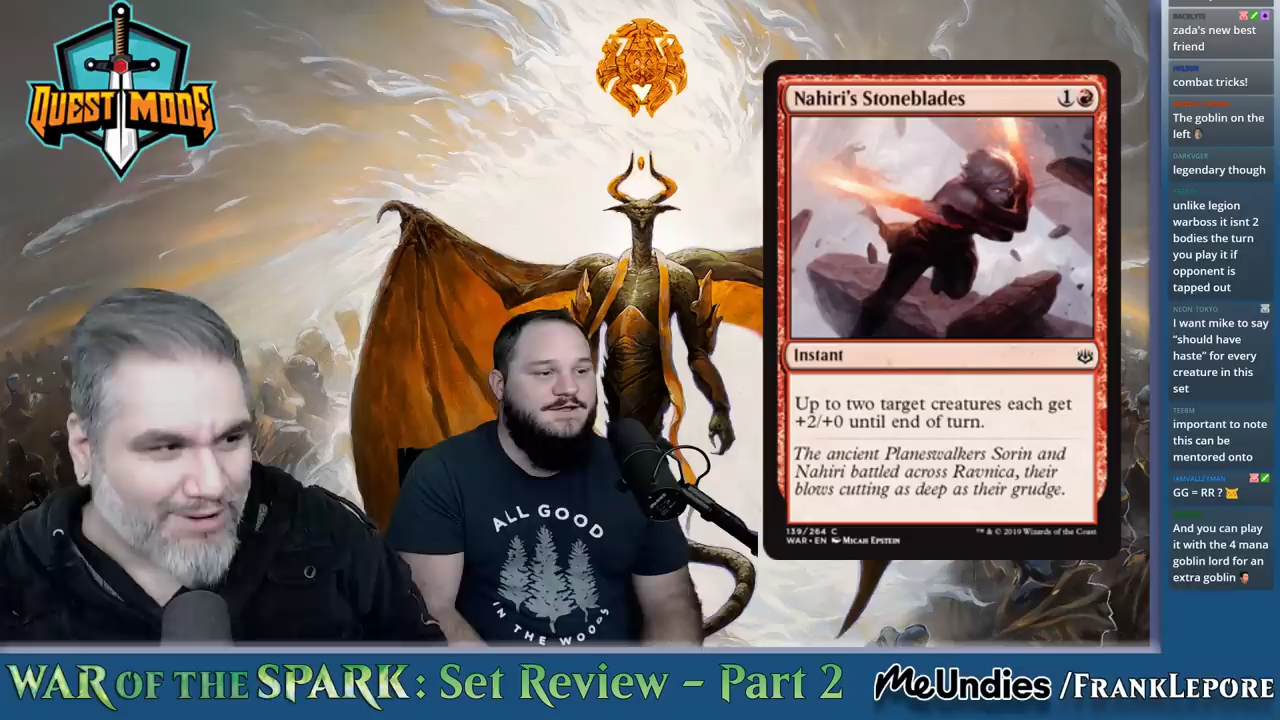 QUEST MODE
Nahiri's Stoneblades
1
Instant
Up to two target creatures each get
+2/+0 until end of turn.
The ancient Planeswalkers Sorin and
Nahiri battled across Ravnica, their
blows cutting as deep as their grudge.
139/264 C
™ & © 2019 Wizards of the Coast
WAR • EN MICAH EPSTEIN
ALL GOOD
IN THE WOODS
zada's new best
friend
combat tricks!
The goblin on the
left
DARKVGER
legendary though
unlike legion
warboss it isnt 2
bodies the turn
you play it if
opponent is
tapped out
NEON TOKYO
I want mike to say
"should have
haste" for every
creature in this
set
TEEBM
important to note
this can be
mentored onto
IAMVALLEYMAN
GG = RR ?
And you can play
it with the 4 mana
goblin lord for an
extra goblin
WAR OF THE SPARK: Set Review - Part 2
MeUndies /FRANKLEPORE